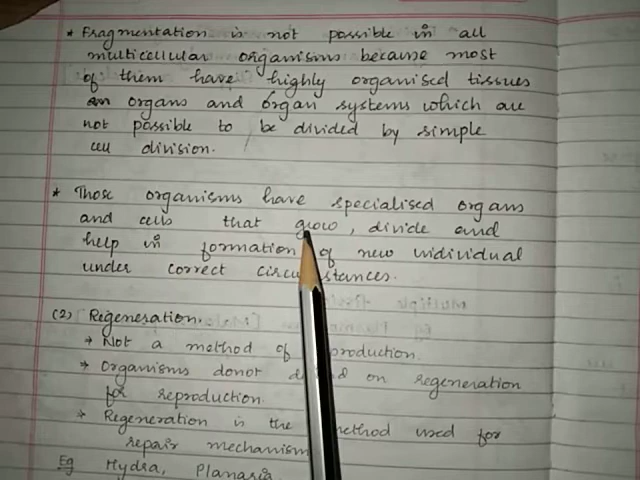 * Fragmentation is not possible in all
multicellular organisms because most
of them have highly organised tissues
organs and organ systems which are
not possible to be divided by simple
cell division.
* Those organisms have specialised organs
and cells that grow, divide and
help in formation of new individual
under correct circumstances.
(2) Regeneration.
→ Not a method of reproduction.
→ Organisms donot depend on regeneration
for reproduction.
→ Regeneration is the method used for
repair mechanism
Eg Hydra, Planaria